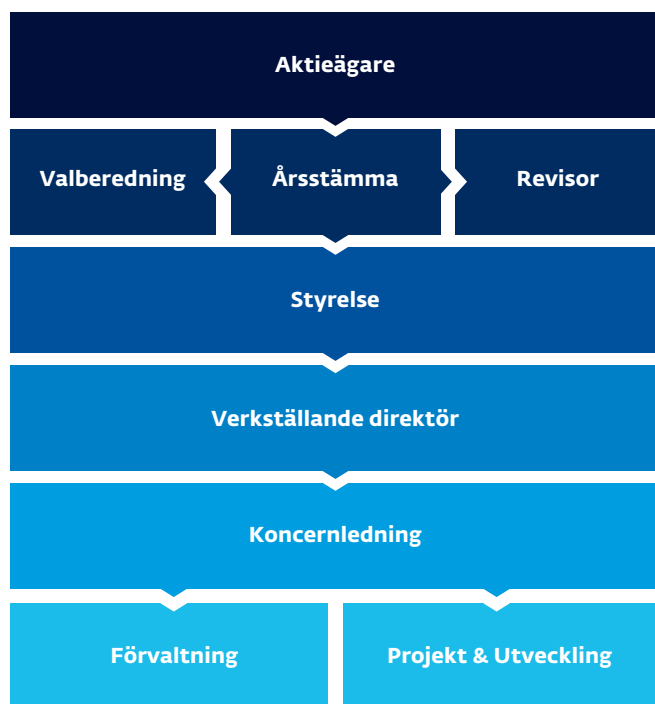 Aktieägare
Valberedning
Årsstämma
Revisor
Styrelse
Verkställande direktör
Koncernledning
Förvaltning
Projekt & Utveckling